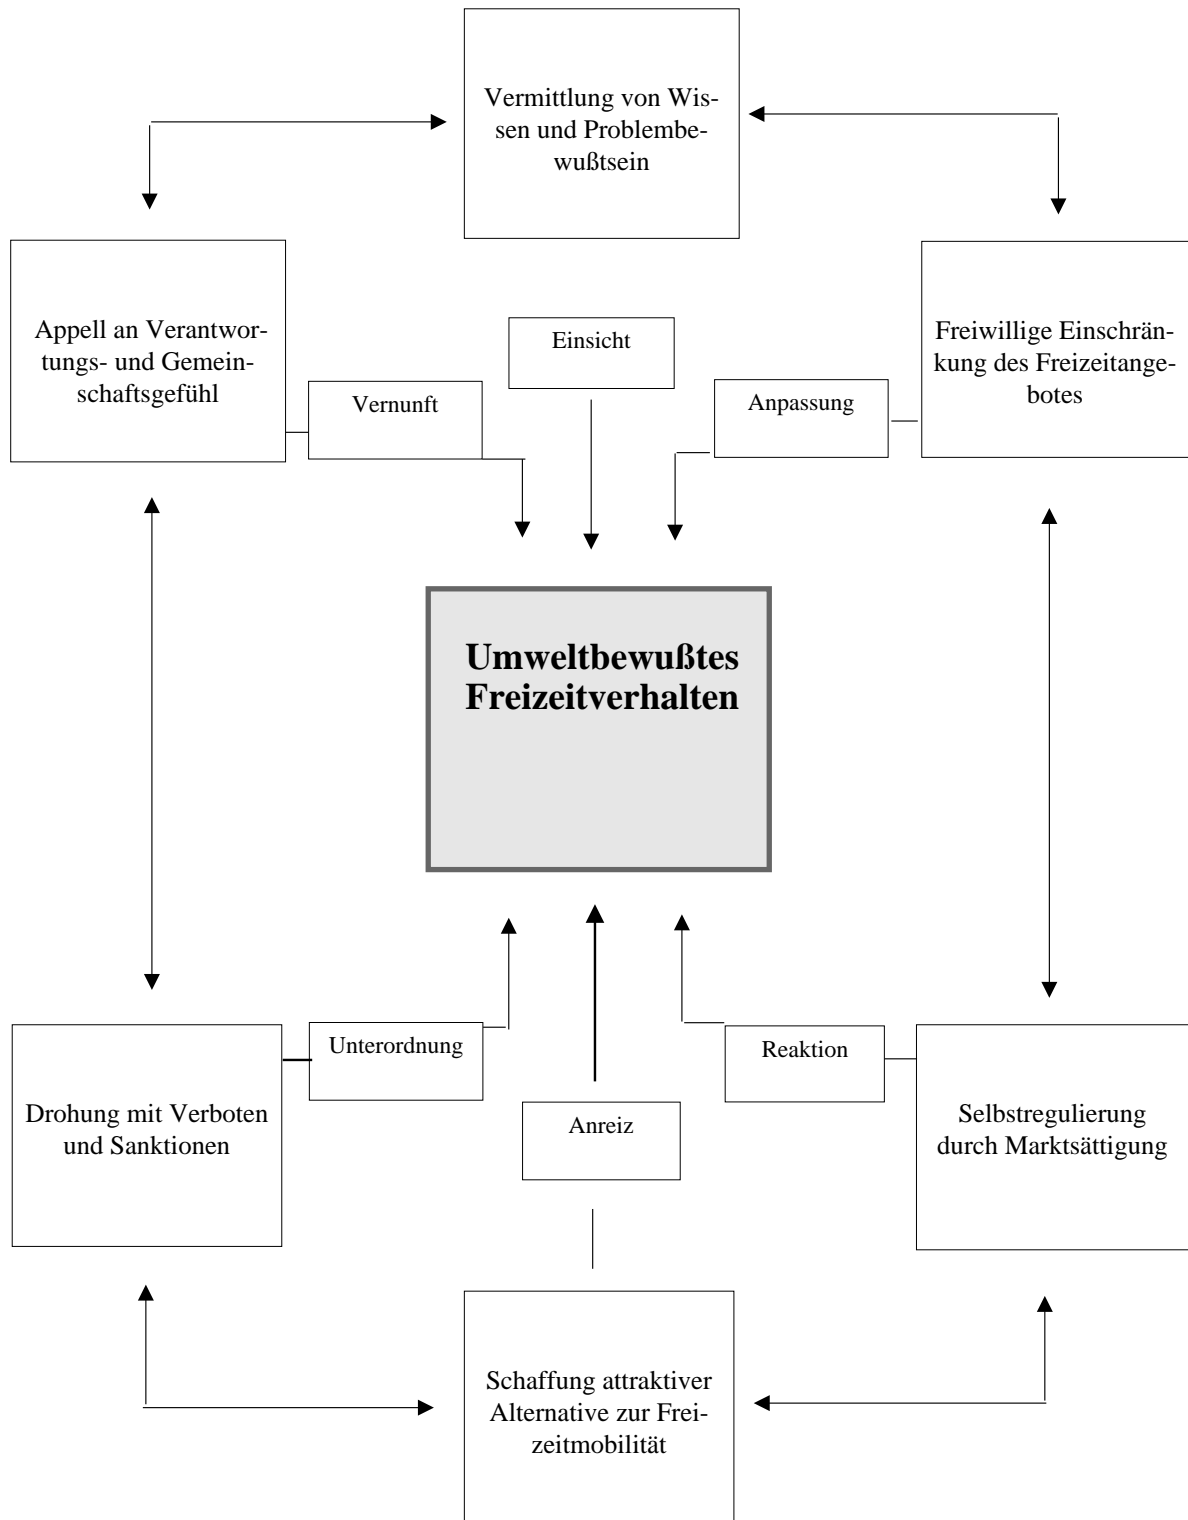 Vermittlung von Wis-
sen und Problembe-
wußtsein
Appell an Verantwor-
tungs- und Gemein-
schaftsgefühl
Einsicht
Freiwillige Einschrän-
kung des Freizeitange-
botes
Vernunft
Anpassung
Umweltbewußtes
Freizeitverhalten
Drohung mit Verboten
und Sanktionen
Unterordnung
Reaktion
Selbstregulierung
durch Marktsättigung
Anreiz
Schaffung attraktiver
Alternative zur Frei-
zeitmobilität